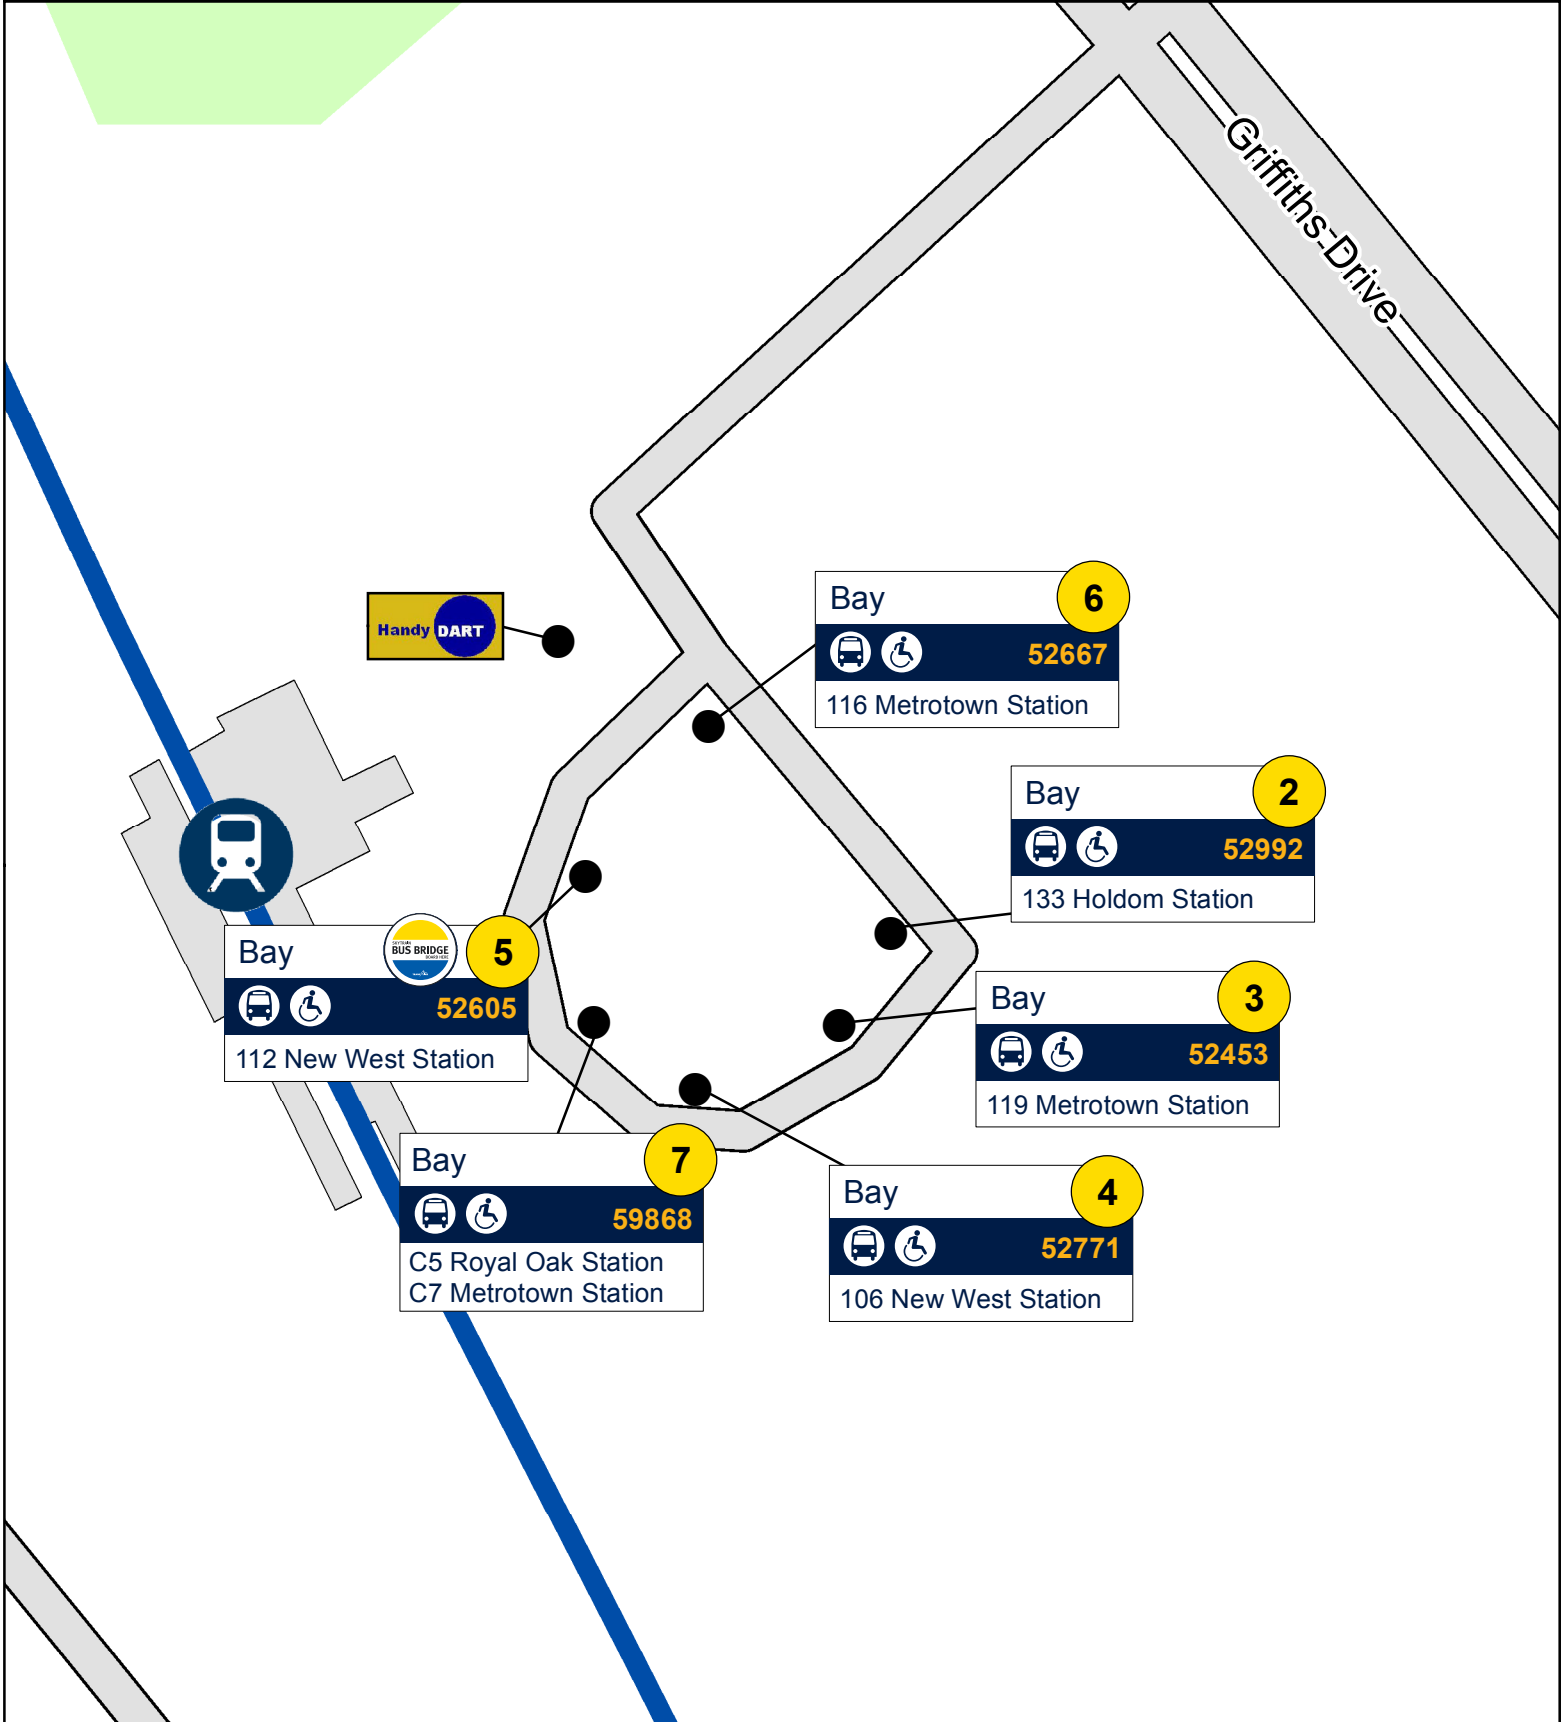 Griffiths Drive
Handy DART
Bay 6
52667
116 Metrotown Station
Bay 2
52992
133 Holdom Station
Bay 5
BUS BRIDGE
52605
112 New West Station
Bay 3
52453
119 Metrotown Station
Bay 7
59868
C5 Royal Oak Station
C7 Metrotown Station
Bay 4
52771
106 New West Station